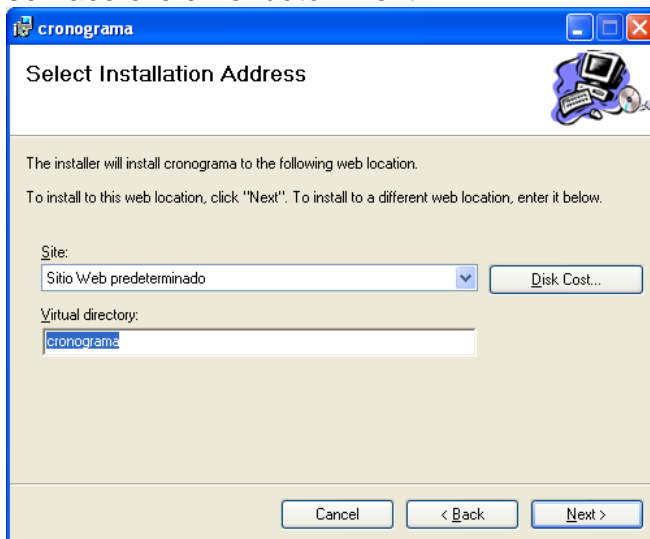 cronograma
Select Installation Address
The installer will install cronograma to the following web location.
To install to this web location, click "Next". To install to a different web location, enter it below.
Site:
Sitio Web predeterminado
Disk Cost...
Virtual directory:
cronograma
Cancel
< Back
Next >